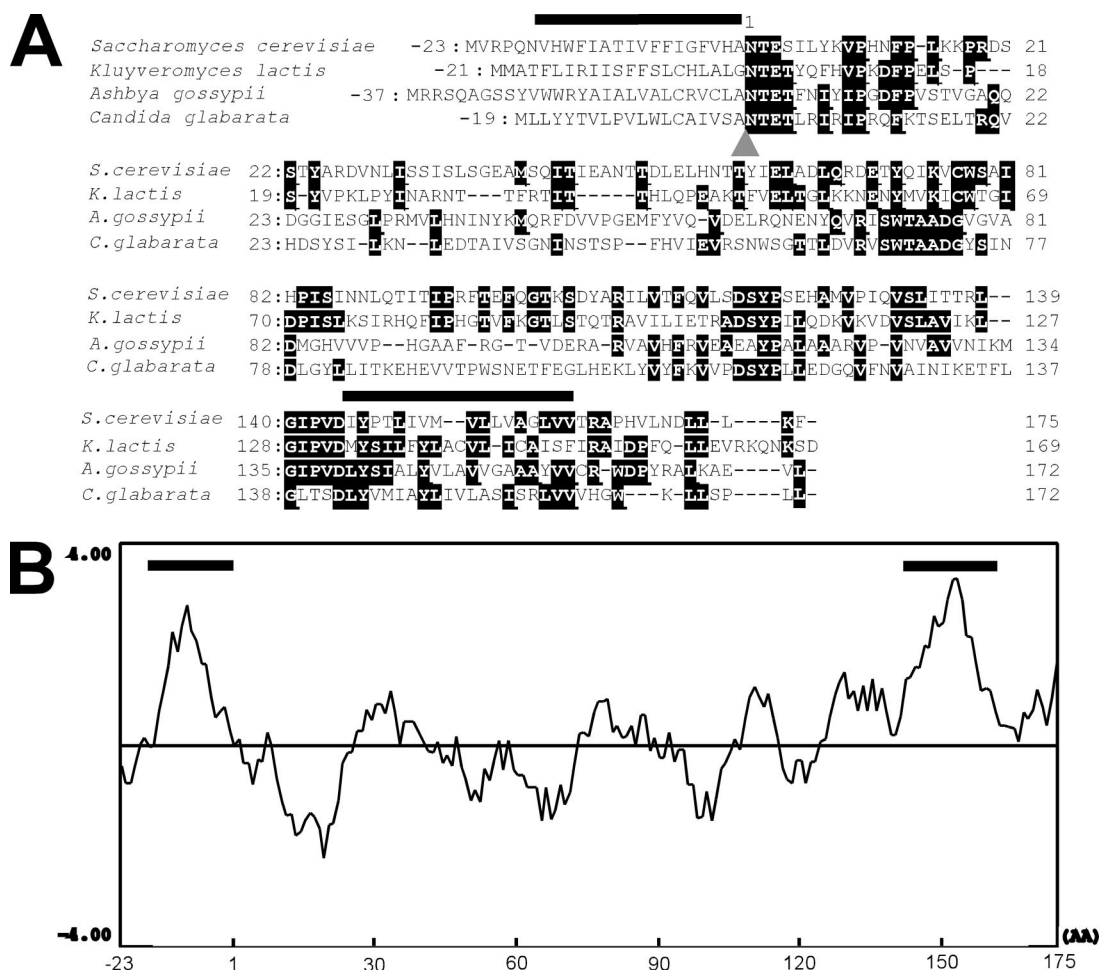 A
1
Saccharomyces cerevisiae -23:MVRPQNVHWFIATIVFFIGFVHANTESILYKVPHNFP-LKKPRDS 21
Kluyveromyces lactis -21:MMATFLIRIISFFSLCHLALGNTETYQFHVPKDFPELS-P--- 18
Ashbya gossypii -37:MRRSQAGSSYVWWRYAIALVALCRVCLANTETFNIYIPGDFPVSTVGAQQ 22
Candida glabarata -19:MLLYYTVLPVLWLCAIVSANTETLRIRIPRQFKTSELTRQV 22
S.cerevisiae 22:STYARDVNLISSISLSGEAMSQITIEANTTDLELHNTTYIELADLQRDETYQIKVCWSAI 81
K.lactis 19:S-YVPKLPYINARNT---TFRTIT---THLQPEAKTFVELTGLKKNENYMVKICWTGI 69
A.gossypii 23:DGGIESGLPRMVLHNINYKMQRFDVVPGEMFYVQ-VDELRQNENYQVRISWTAADGVGVA 81
C.glabarata 23:HDSYSI-LKN--LEDTAIVSGNINSTSP--FHVIEVRSNWSGTTLDVRVSWTAADGYSIN 77
S.cerevisiae 82:HPISINNLQTITIPRFTEFQGTKSDYARILVTFQVLSDSYPSEHAMVPIQVSLITTRL-- 139
K.lactis 70:DPISLKSIRHQFIPHGTVFKGTLSTQTRAVILIETRADSYPILQDKVKVDVSLAVIKL-- 127
A.gossypii 82:DMGHVVVP-HGAAF-RG-T-VDERA-RVAVHFRVEAEAYPALAAARVP-VNVAVVNIKM 134
C.glabarata 78:DLGYLLITKEHEVVTPWSNETFEGLHEKLYVYFKVVPDSYPLLEDGQVFNVAINIKETFL 137
S.cerevisiae 140:GIPVDIYPTLIVM--VLLVAGLVVTRAPHVLNDLL-L---KF- 175
K.lactis 128:GIPVDMYSILFYLACVL-ICAISFIRAIDPFQ-LLEVRKQNKSD 169
A.gossypii 135:GIPVDLYSIALYVLAVVGAAAYVVCR-WDPYRALKAE---VL- 172
C.glabarata 138:GLTSDLYVMIAYLIVLASISRLVVVHGW---K-LLSP---LL- 172
B
4.00
-4.00
(AA)
-23 1 30 60 90 120 150 175